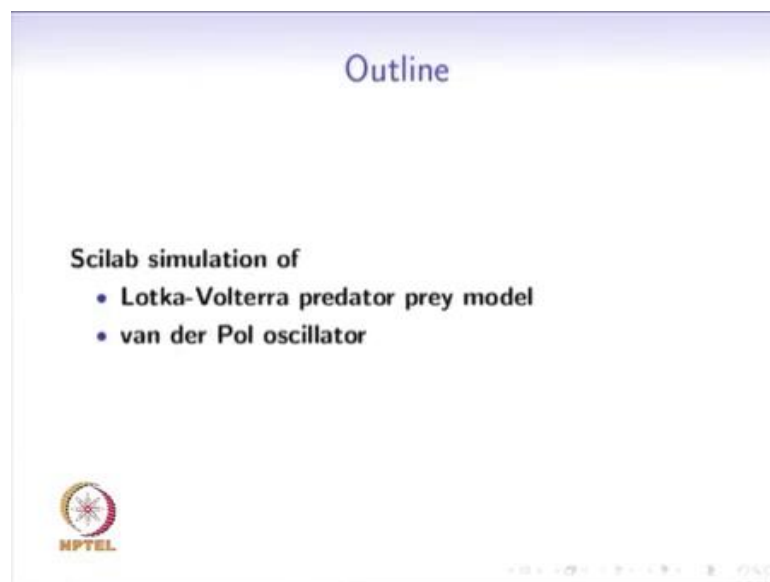 Outline
Scilab simulation of
• Lotka-Volterra predator prey model
• van der Pol oscillator
NPTEL